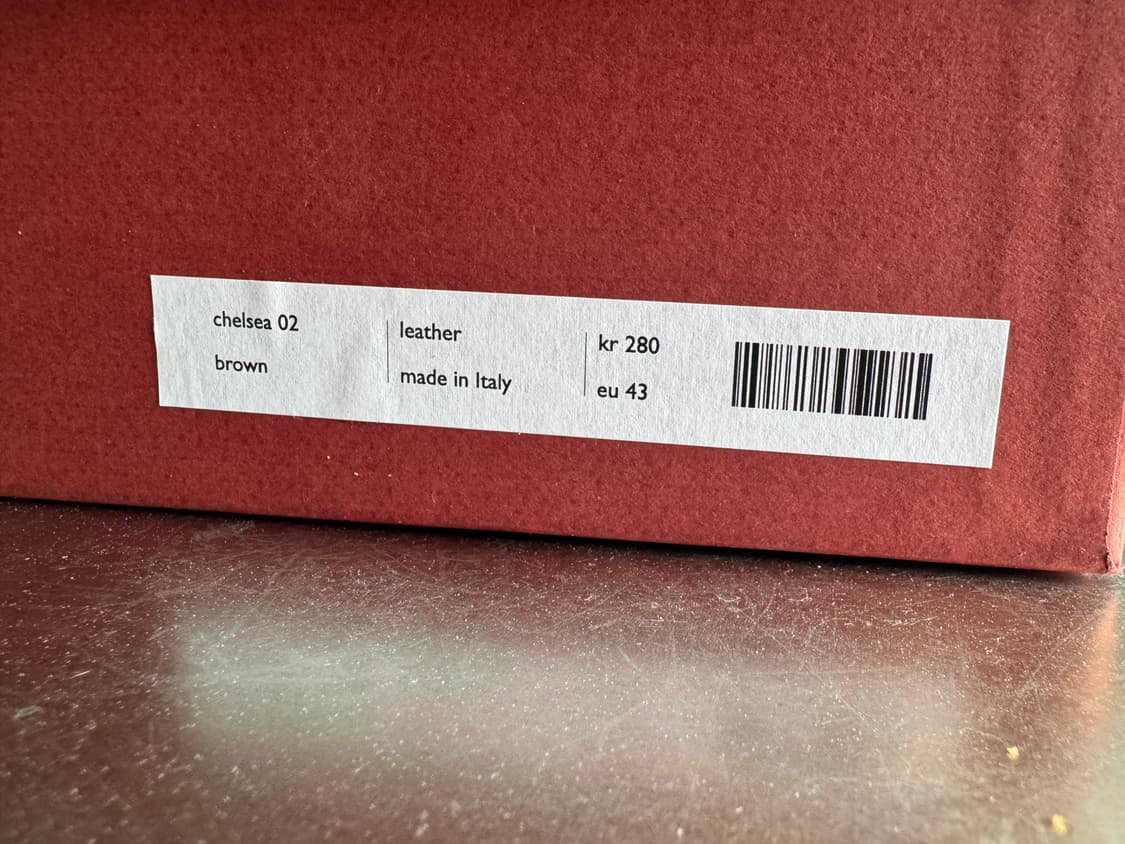 chelsea 02
brown
leather
made in Italy
kr 280
eu 43